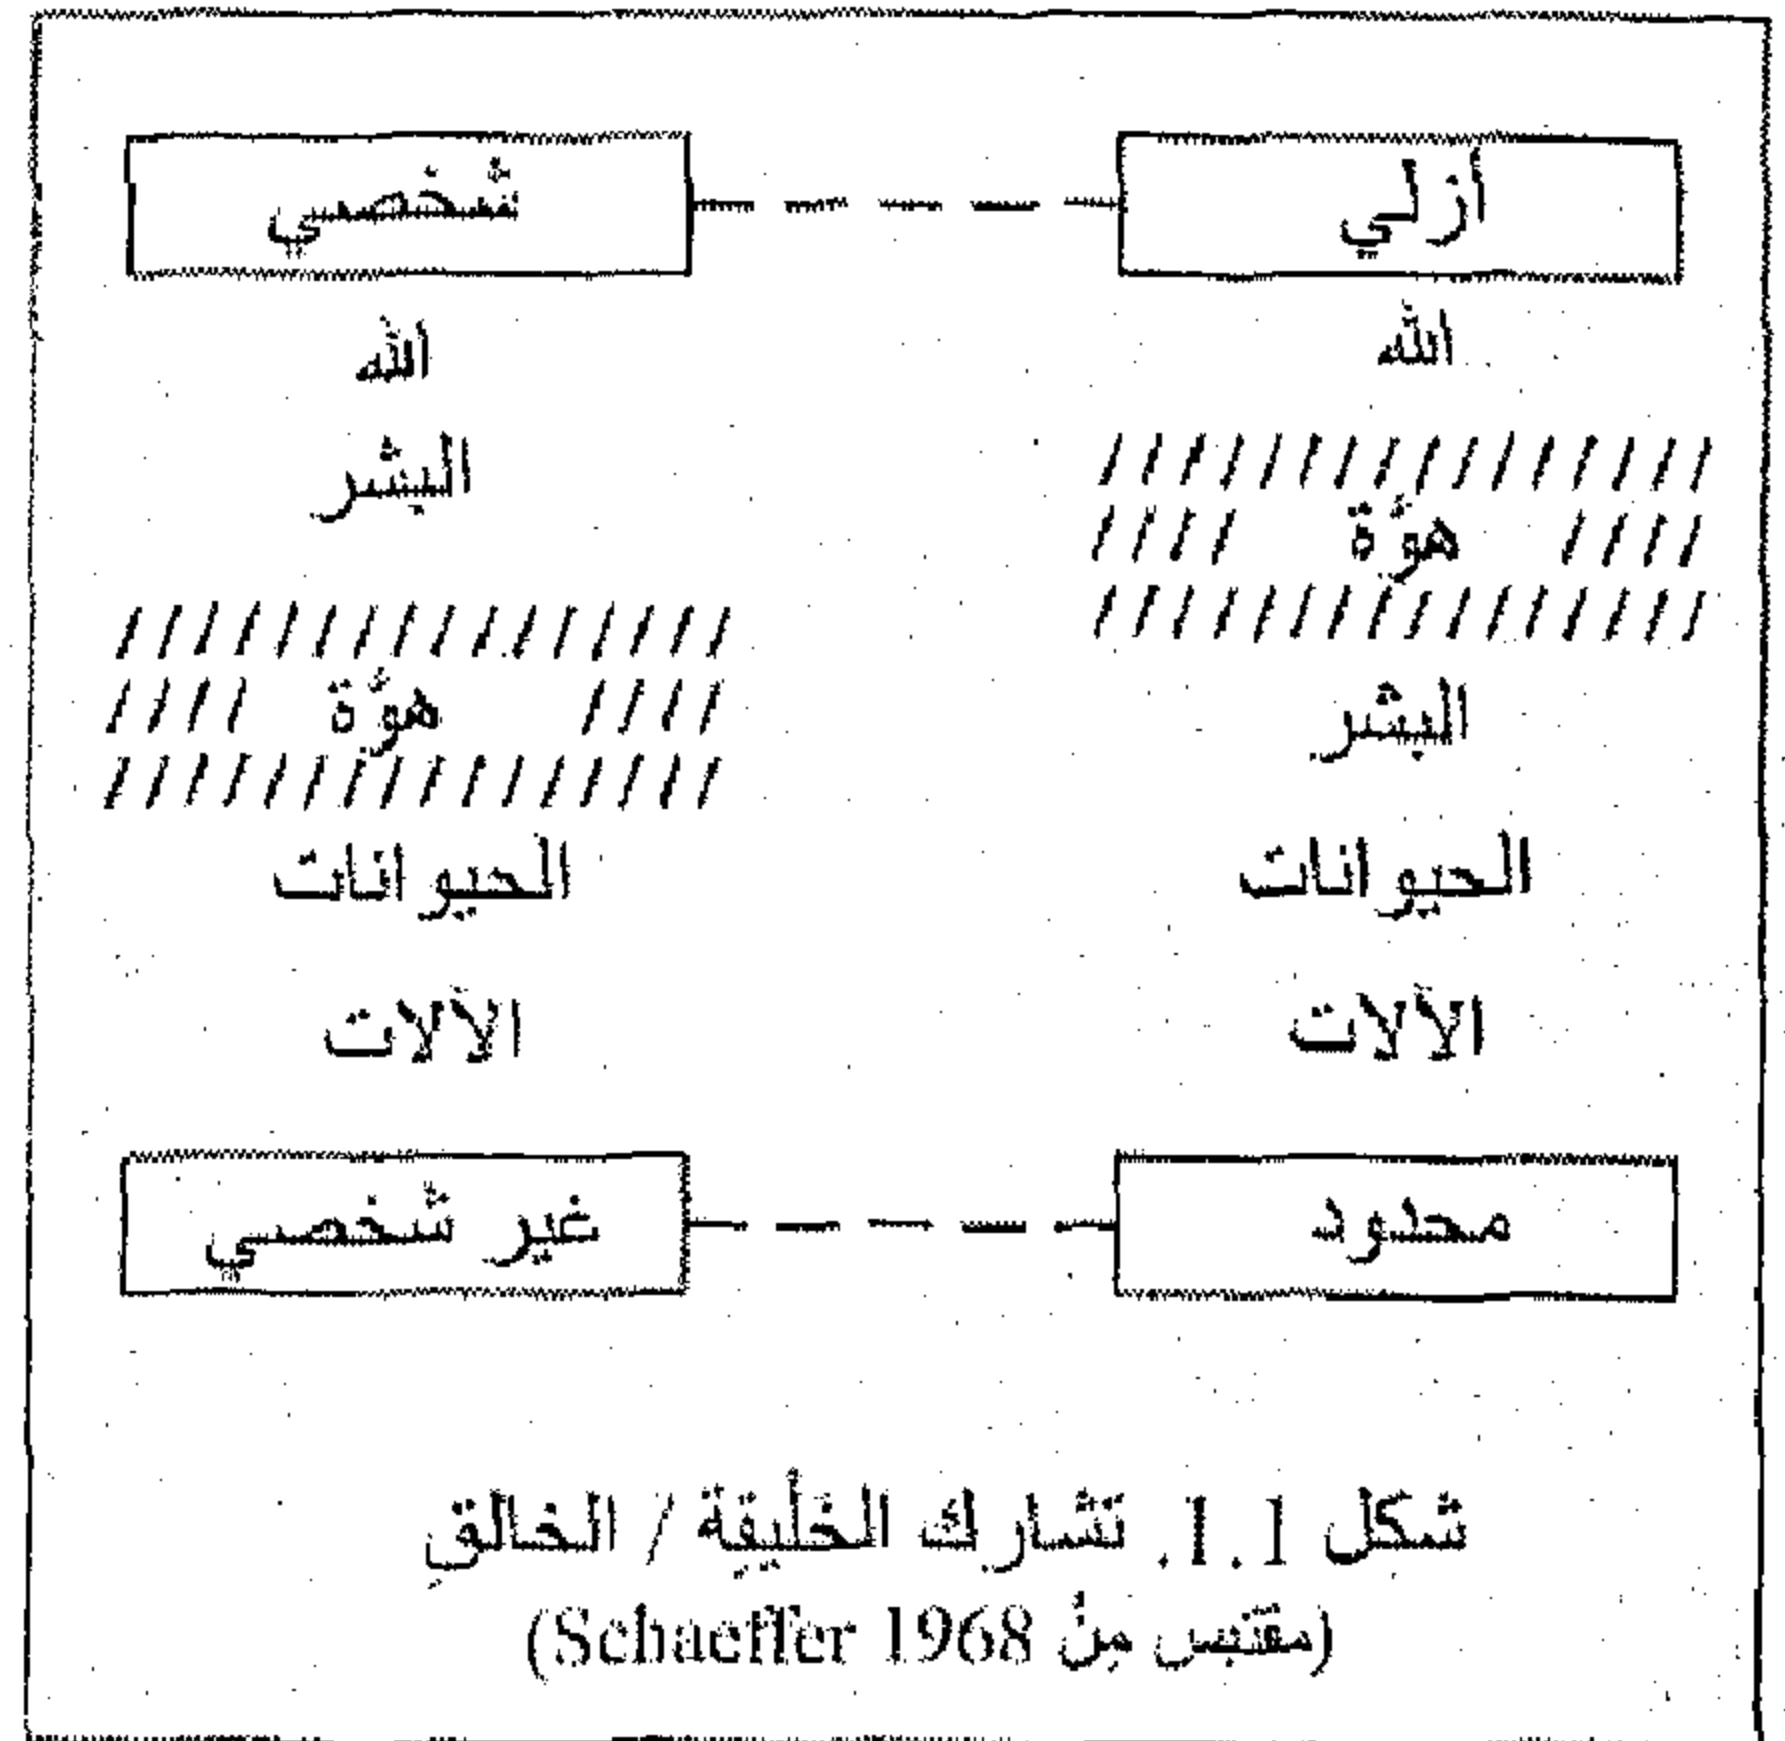 أزلي شخصي
الله الله
البشر
هوَّة
هوَّة
البشر
الحيوانات الحيوانات
الآلات الآلات
محدود غير شخصي
شكل 1.1. تشارك الخليقة / الخالق
(مقتبس مِنْ Schaeffer 1968)